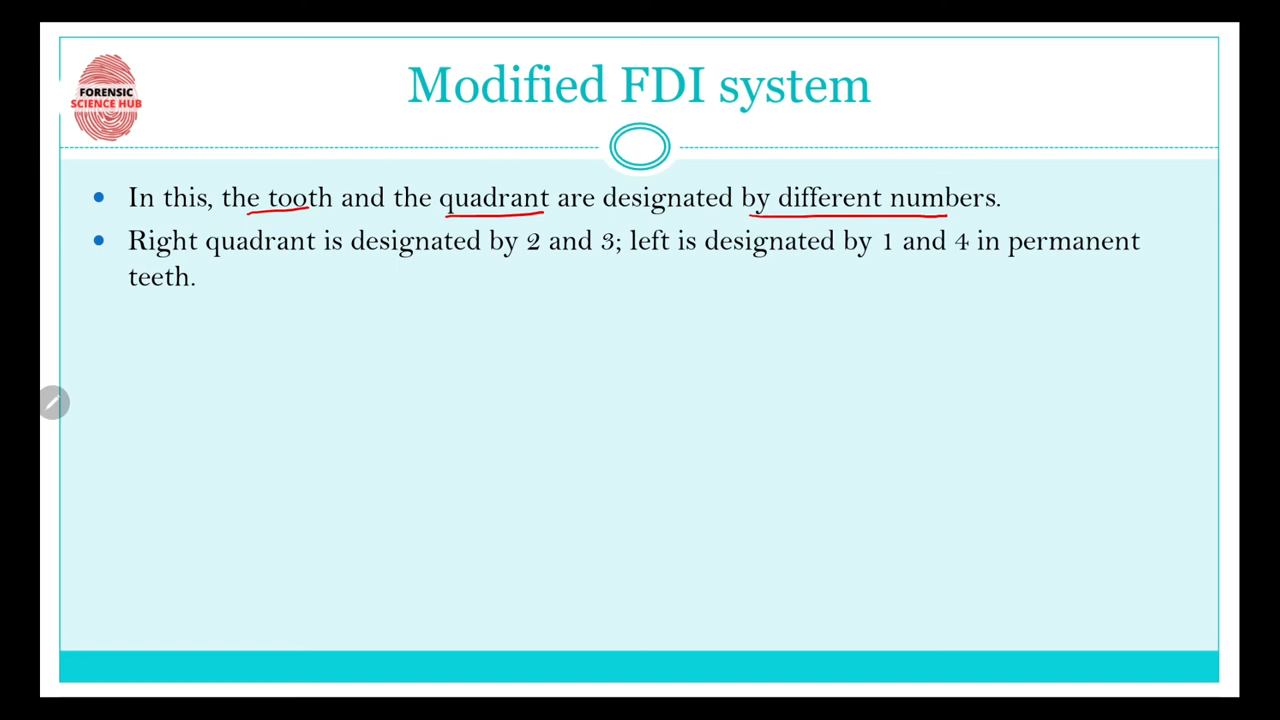 FORENSIC
SCIENCE HUB
Modified FDI system
In this, the tooth and the quadrant are designated by different numbers.
Right quadrant is designated by 2 and 3; left is designated by 1 and 4 in permanent
teeth.